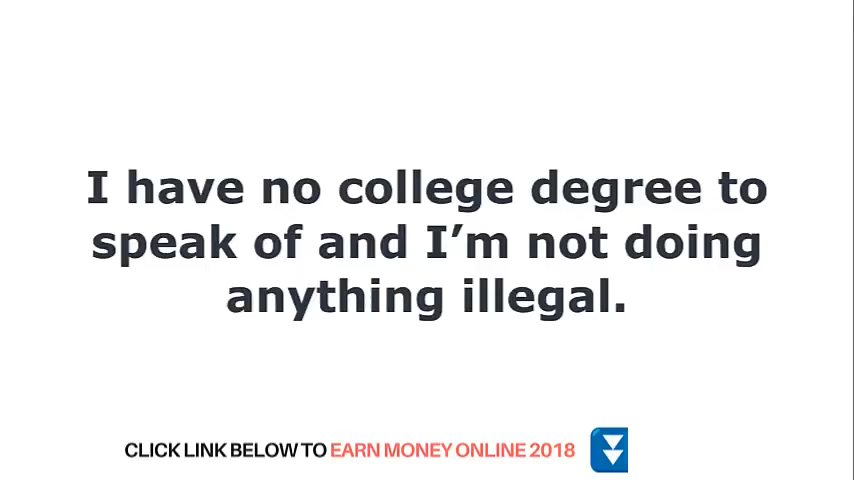 I have no college degree to
speak of and I’m not doing
anything illegal.
CLICK LINK BELOW TO EARN MONEY ONLINE 2018